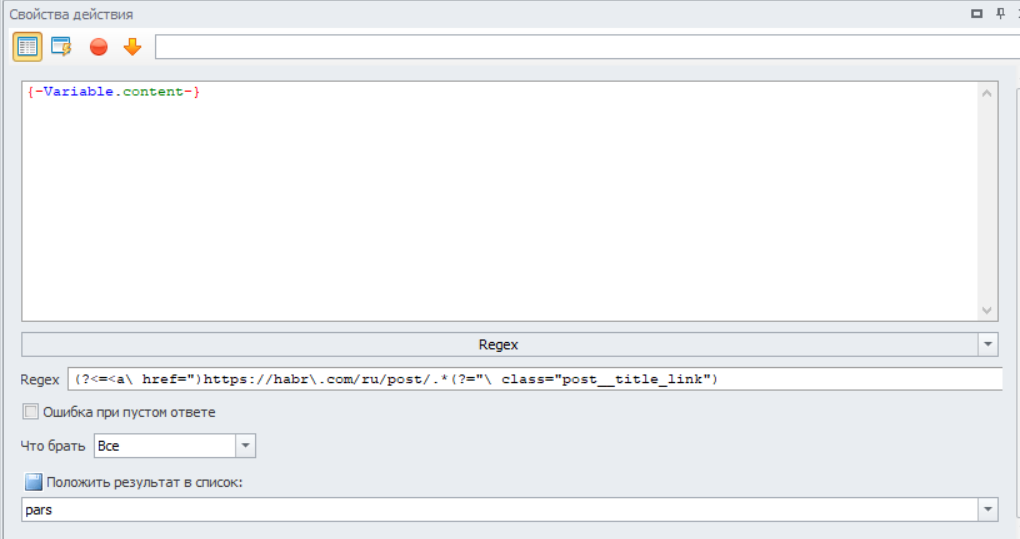 Свойства действия
{-Variable.content-}
Regex
Regex (?<=<a\ href=")https://habr\.com/ru/post/.*(?="\ class="post__title_link")
Ошибка при пустом ответе
Что брать Все
Положить результат в список:
pars